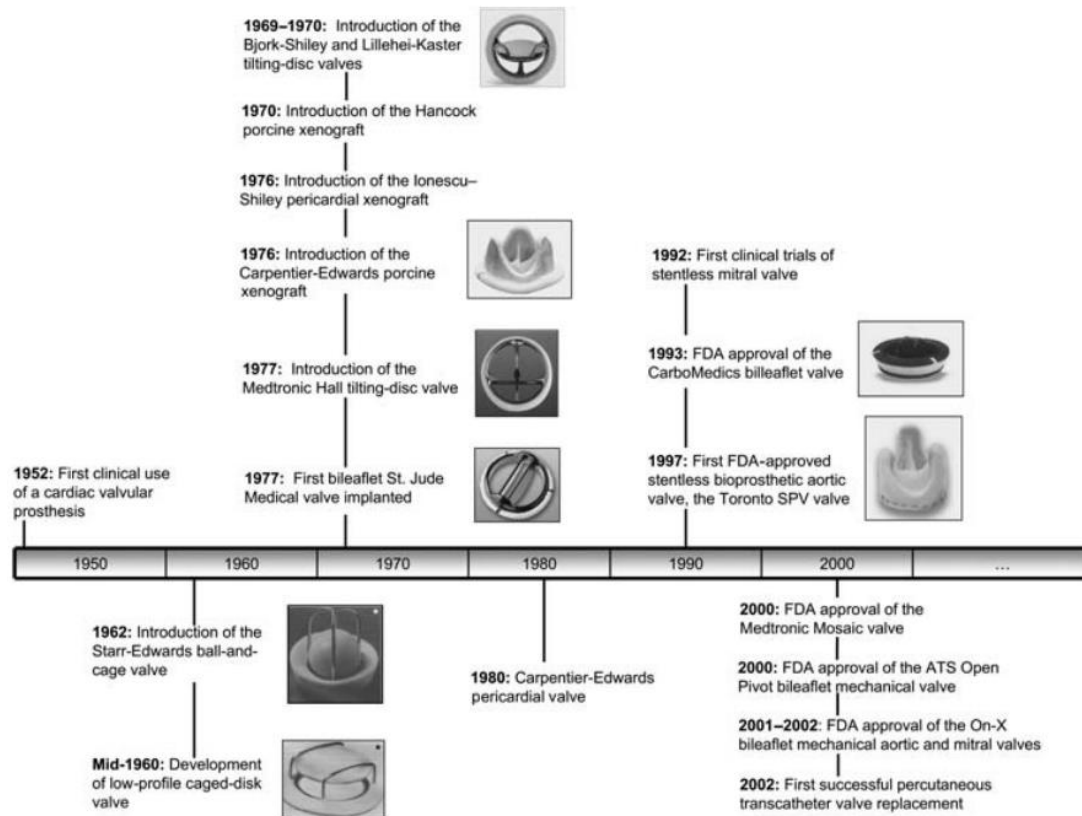 1969–1970: Introduction of the
Bjork-Shiley and Lillehei-Kaster
tilting-disc valves
1970: Introduction of the Hancock
porcine xenograft
1976: Introduction of the Ionescu–
Shiley pericardial xenograft
1976: Introduction of the
Carpentier-Edwards porcine
xenograft
1977: Introduction of the
Medtronic Hall tilting-disc valve
1977: First bileaflet St. Jude
Medical valve implanted
1992: First clinical trials of
stentless mitral valve
1993: FDA approval of the
CarboMedics billeaflet valve
1997: First FDA-approved
stentless bioprosthetic aortic
valve, the Toronto SPV valve
1952: First clinical use
of a cardiac valvular
prosthesis
1950 1960 1970 1980 1990 2000 ...
1962: Introduction of the
Starr-Edwards ball-and-
cage valve
Mid-1960: Development
of low-profile caged-disk
valve
1980: Carpentier-Edwards
pericardial valve
2000: FDA approval of the
Medtronic Mosaic valve
2000: FDA approval of the ATS Open
Pivot bileaflet mechanical valve
2001–2002: FDA approval of the On-X
bileaflet mechanical aortic and mitral valves
2002: First successful percutaneous
transcatheter valve replacement